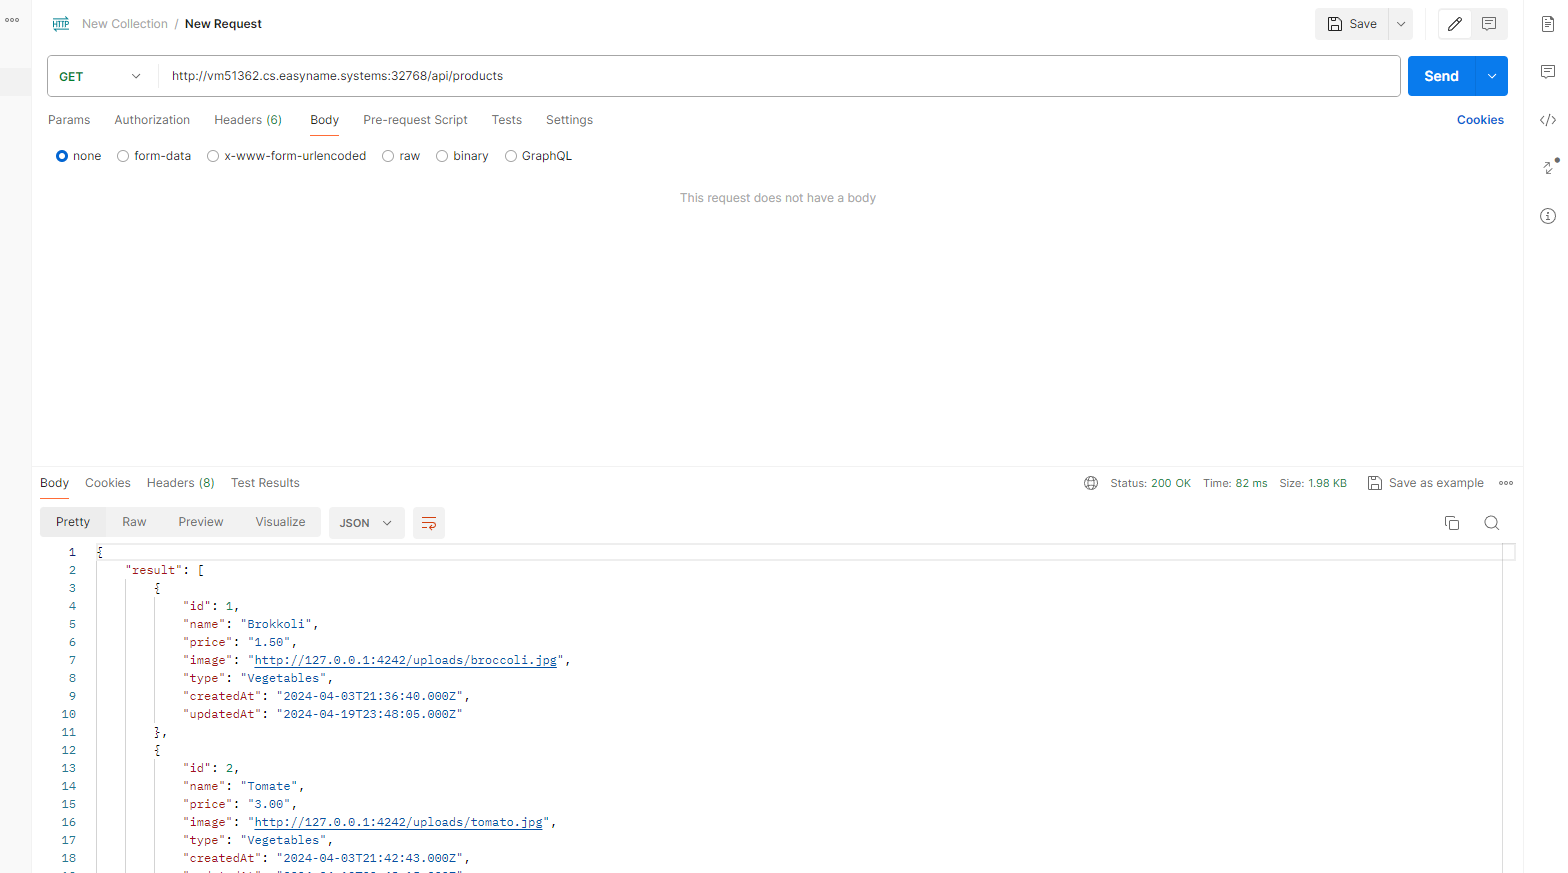 HTTP New Collection / New Request Save
GET http://vm51362.cs.easyname.systems:32768/api/products Send
Params Authorization Headers (6) Body Pre-request Script Tests Settings Cookies
none form-data x-www-form-urlencoded raw binary GraphQL
This request does not have a body
Body Cookies Headers (8) Test Results Status: 200 OK Time: 82 ms Size: 1.98 KB Save as example
Pretty Raw Preview Visualize JSON
1 {
2 "result": [
3 {
4 "id": 1,
5 "name": "Brokkoli",
6 "price": "1.50",
7 "image": "http://127.0.0.1:4242/uploads/broccoli.jpg",
8 "type": "Vegetables",
9 "createdAt": "2024-04-03T21:36:40.000Z",
10 "updatedAt": "2024-04-19T23:48:05.000Z"
11 },
12 {
13 "id": 2,
14 "name": "Tomate",
15 "price": "3.00",
16 "image": "http://127.0.0.1:4242/uploads/tomato.jpg",
17 "type": "Vegetables",
18 "createdAt": "2024-04-03T21:42:43.000Z",